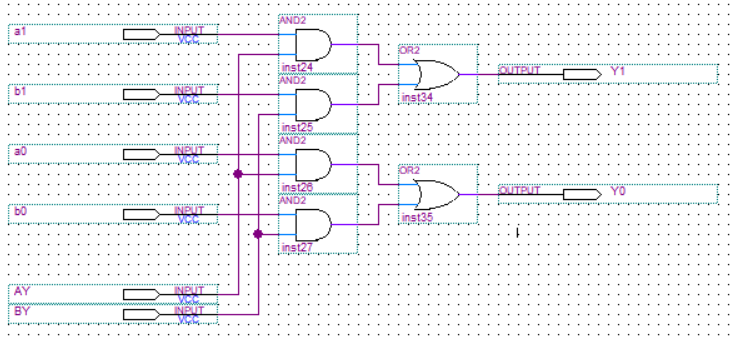 AND2
a1 INPUT VCC
OR2
inst24
AND2
OUTPUT Y1
b1 INPUT VCC
inst34
inst25
AND2
a0 INPUT VCC
OR2
inst26
AND2
OUTPUT Y0
b0 INPUT VCC
inst35
inst27
AY INPUT VCC
BY INPUT VCC